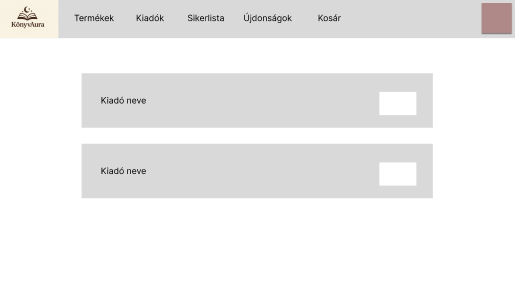 KönyvAura
Termékek Kiadók Sikerlista Újdonságok Kosár
Kiadó neve
Kiadó neve